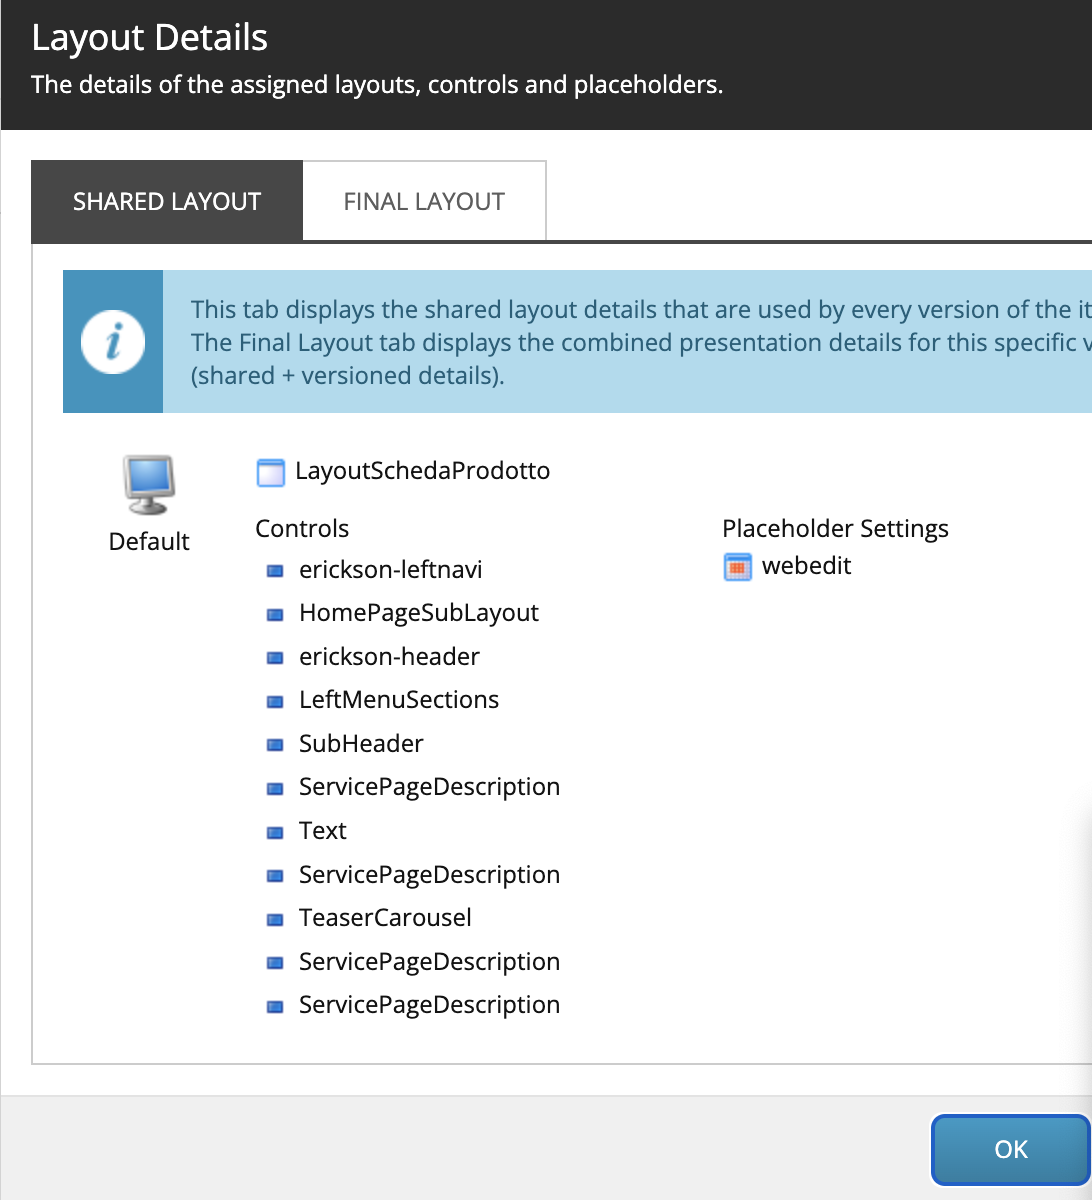 Layout Details
The details of the assigned layouts, controls and placeholders.
SHARED LAYOUT
FINAL LAYOUT
i
This tab displays the shared layout details that are used by every version of the it
The Final Layout tab displays the combined presentation details for this specific v
(shared + versioned details).
Default
LayoutSchedaProdotto
Controls
erickson-leftnavi
HomePageSubLayout
erickson-header
LeftMenuSections
SubHeader
ServicePageDescription
Text
ServicePageDescription
TeaserCarousel
ServicePageDescription
ServicePageDescription
Placeholder Settings
webedit
OK